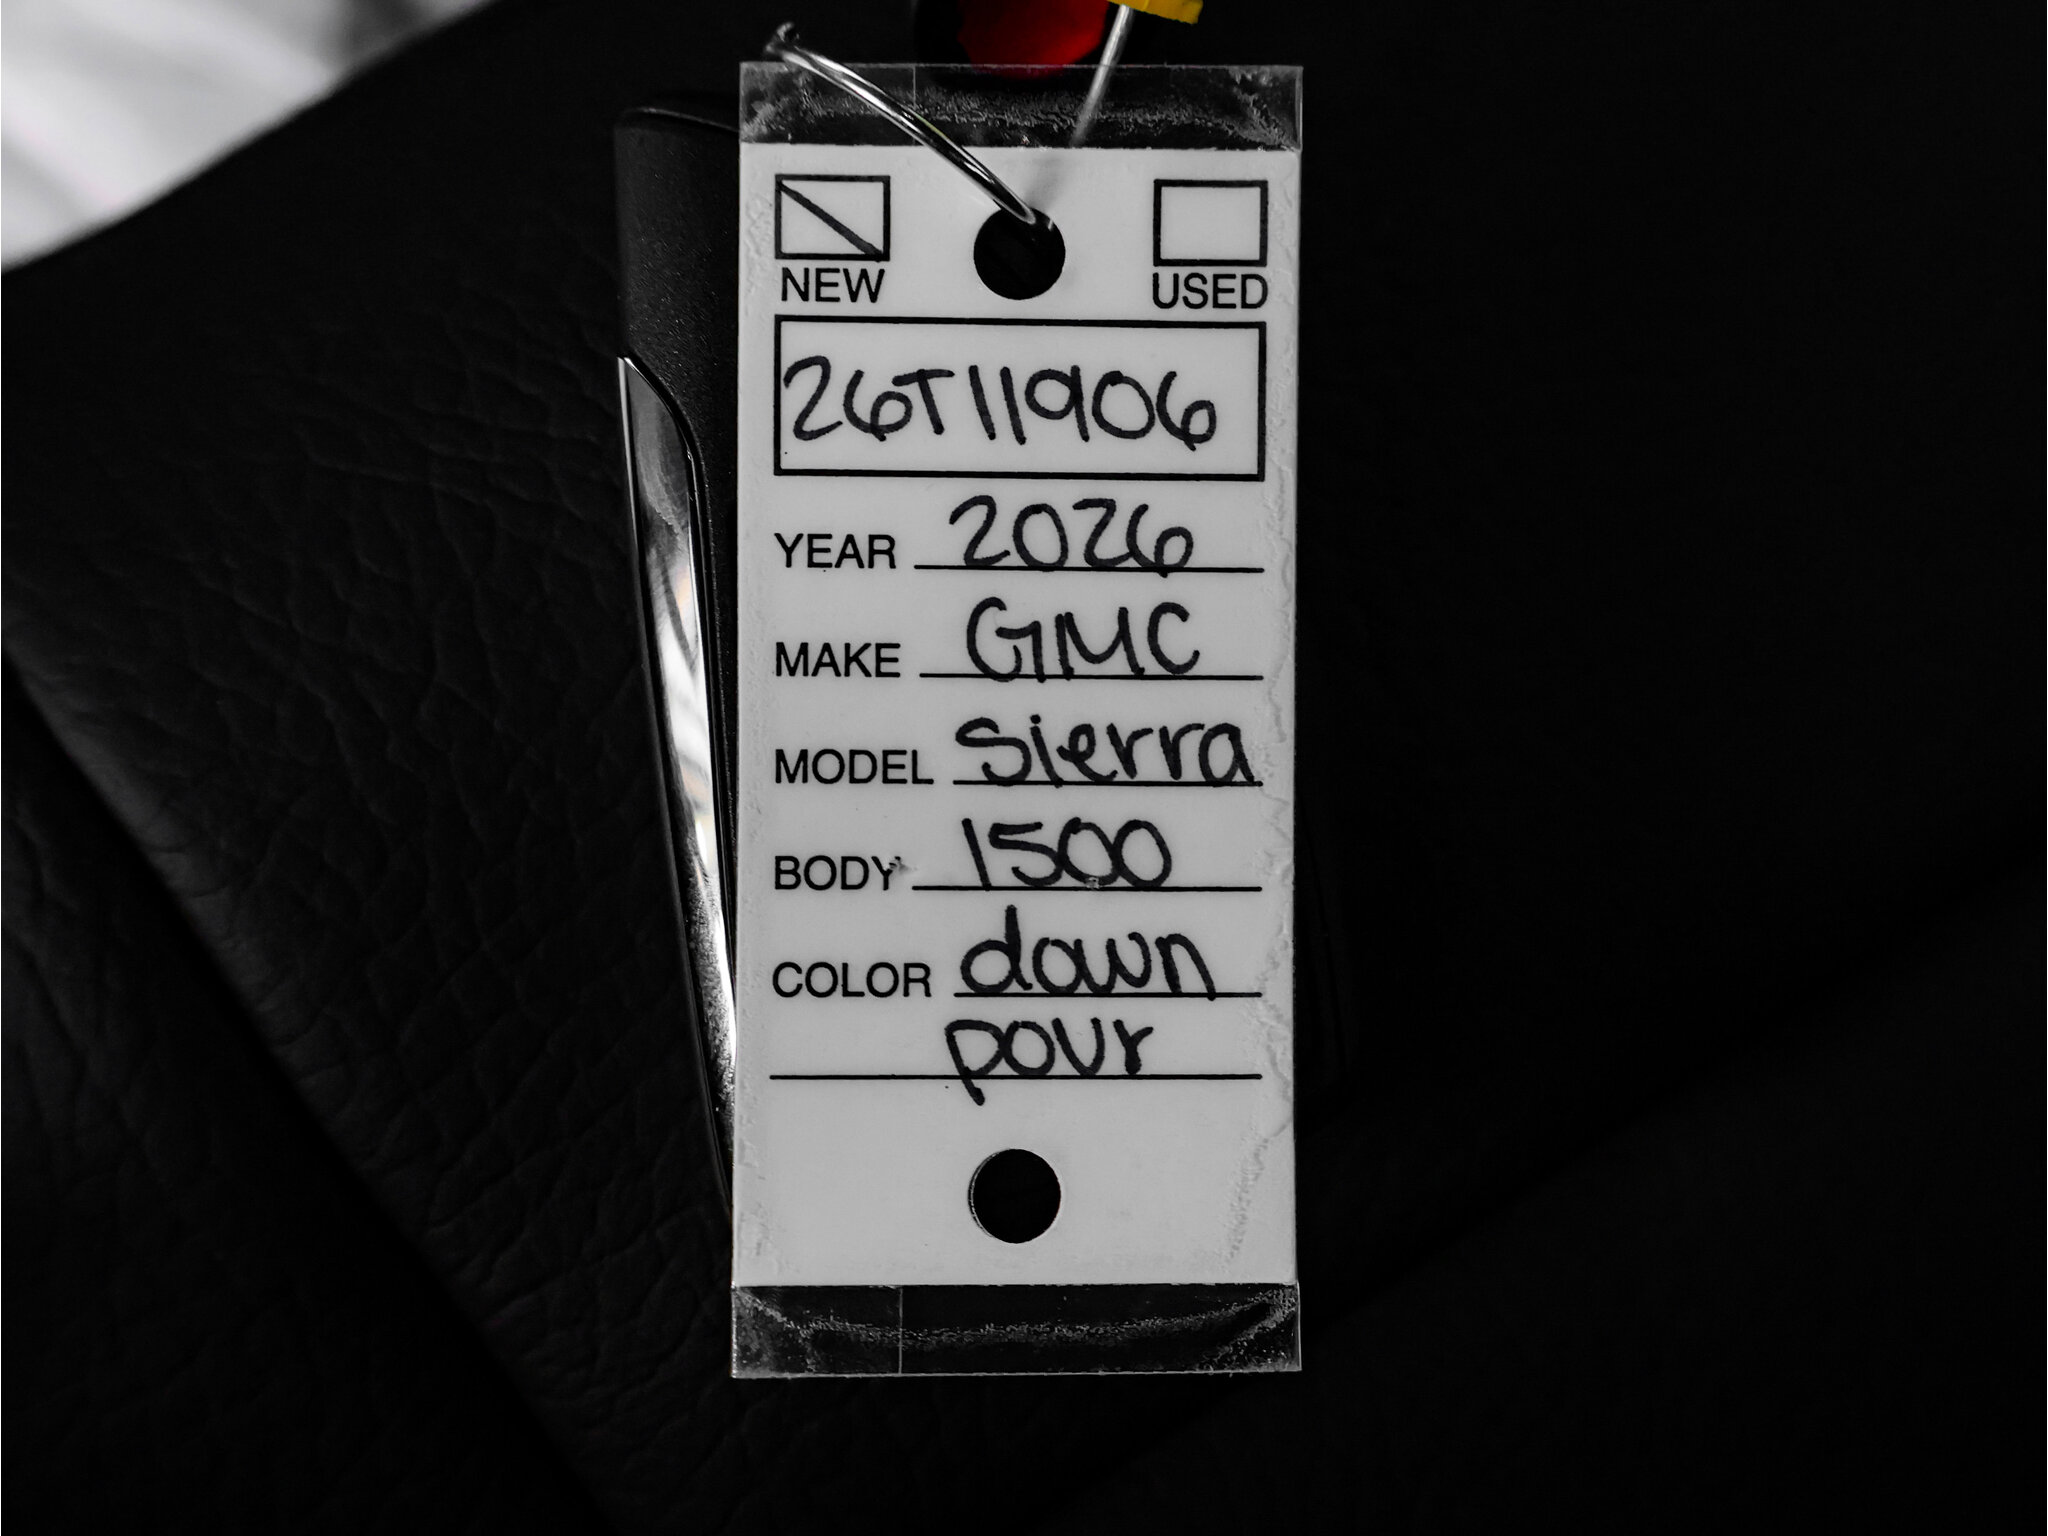 NEW USED
26T11906
YEAR 2026
MAKE GMC
MODEL Sierra
BODY 1500
COLOR down
pour